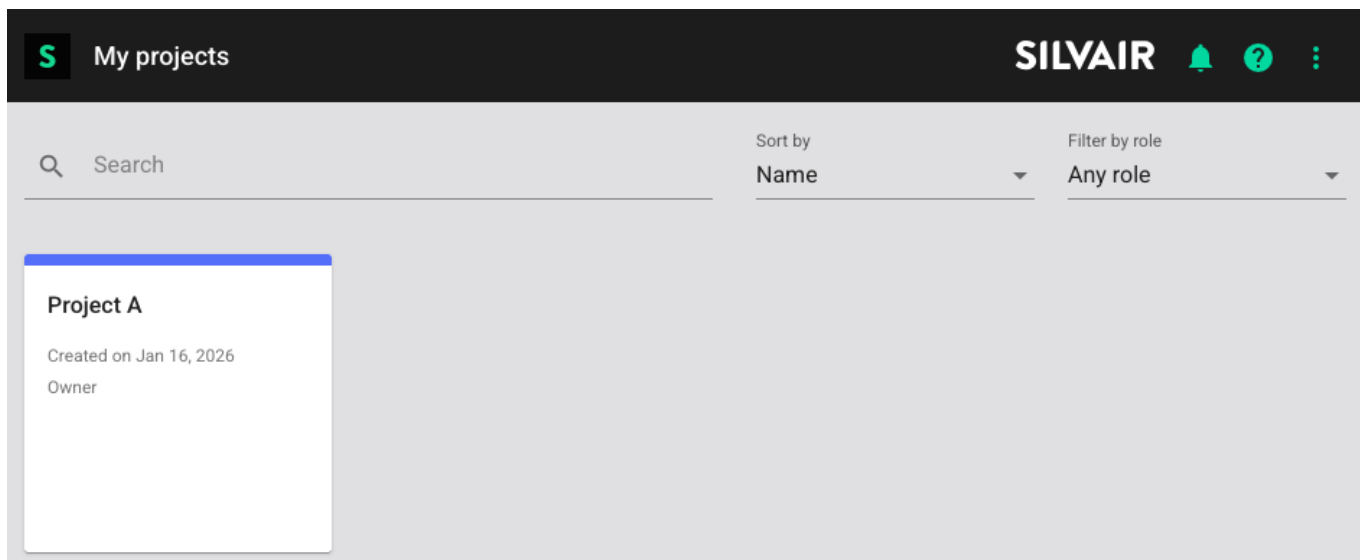 S My projects SILVAIR ?
Search
Sort by
Name
Filter by role
Any role
Project A
Created on Jan 16, 2026
Owner